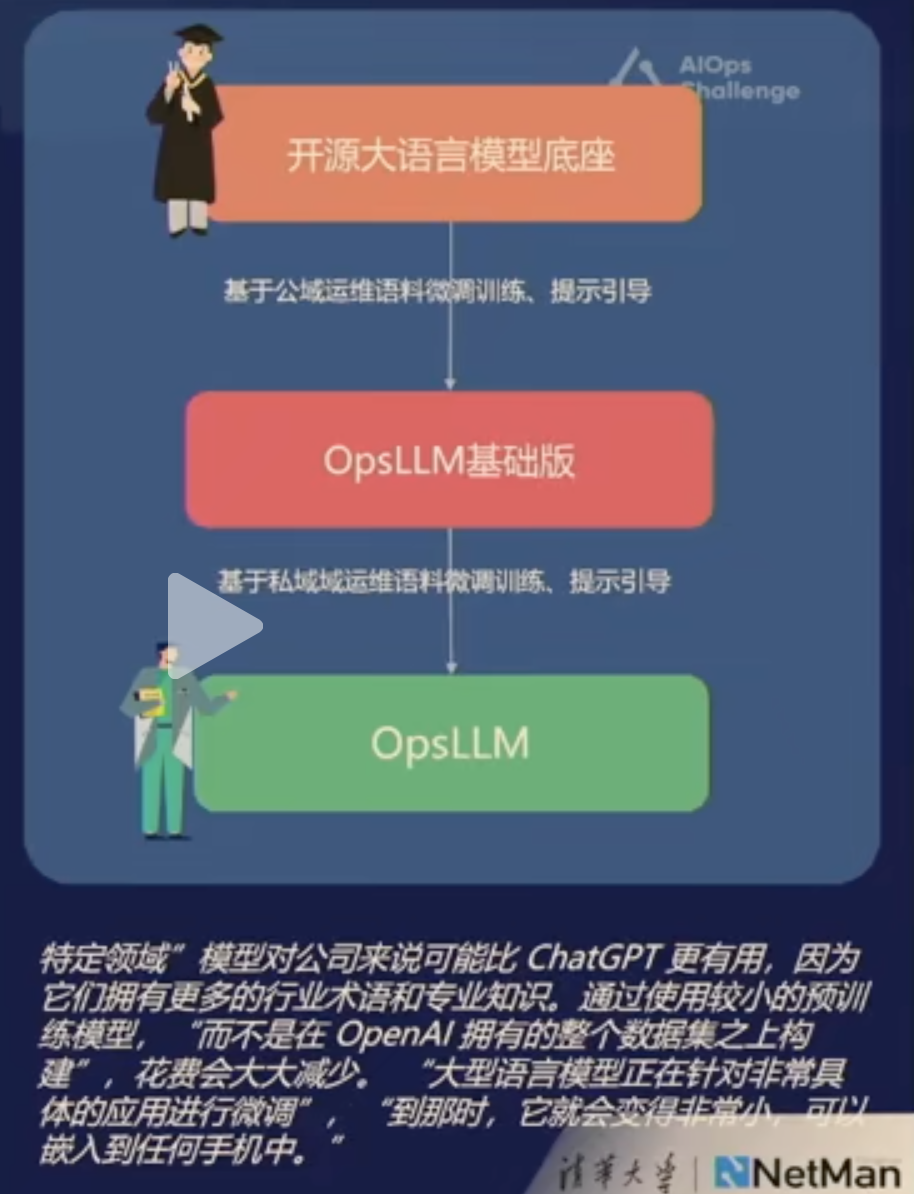 AIOps
Challenge
开源大语言模型底座
基于公域运维语料微调训练、提示引导
OpsLLM基础版
基于私域域运维语料微调训练、提示引导
OpsLLM
特定领域”模型对公司来说可能比 ChatGPT 更有用，因为
它们拥有更多的行业术语和专业知识。通过使用较小的预训
练模型，“而不是在 OpenAI 拥有的整个数据集之上构
建”，花费会大大减少。“大型语言模型正在针对非常具
体的应用进行微调”，“到那时，它就会变得非常小，可以
嵌入到任何手机中。”
清华大学 | NetMan